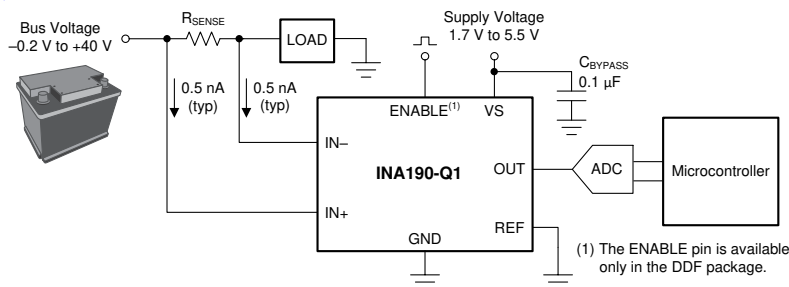 Bus Voltage
–0.2 V to +40 V
RSENSE
LOAD
Supply Voltage
1.7 V to 5.5 V
CBYPASS
0.1 µF
0.5 nA
(typ)
0.5 nA
(typ)
ENABLE(1)
VS
IN–
INA190-Q1
OUT
ADC
Microcontroller
IN+
REF
GND
(1) The ENABLE pin is available
only in the DDF package.